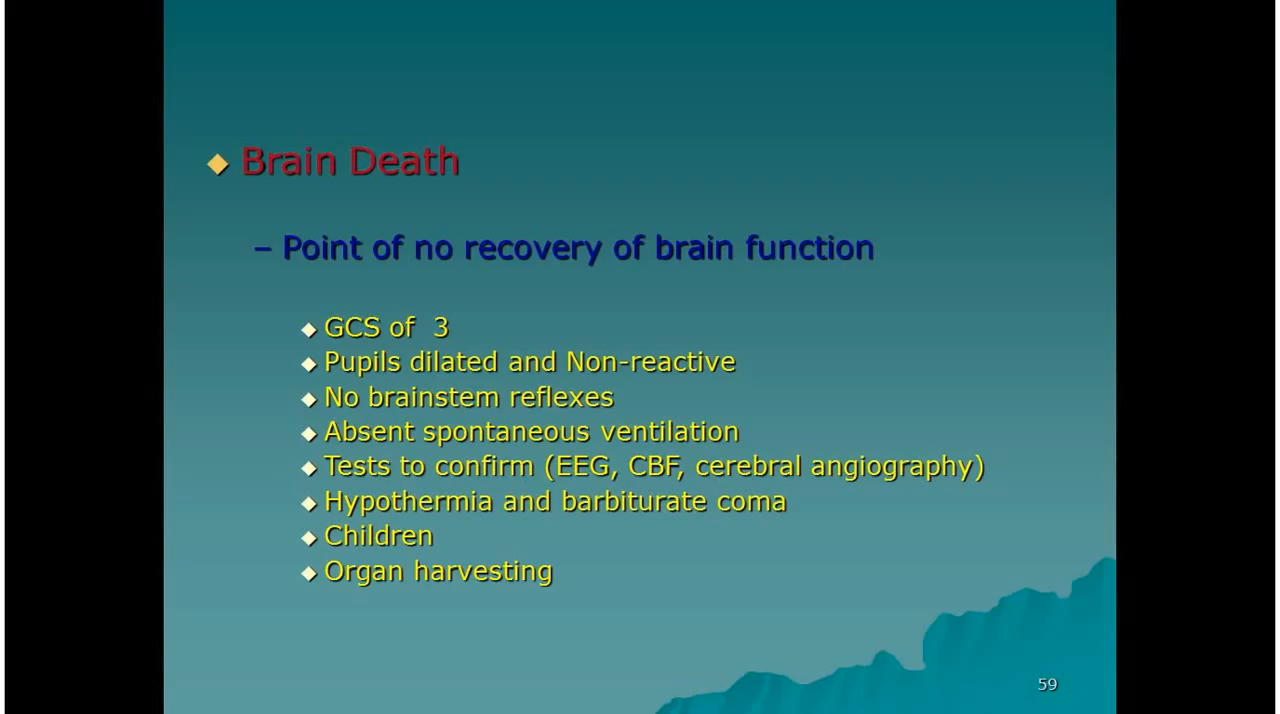 Brain Death
– Point of no recovery of brain function
GCS of  3
Pupils dilated and Non-reactive
No brainstem reflexes
Absent spontaneous ventilation
Tests to confirm (EEG, CBF, cerebral angiography)
Hypothermia and barbiturate coma
Children
Organ harvesting
59